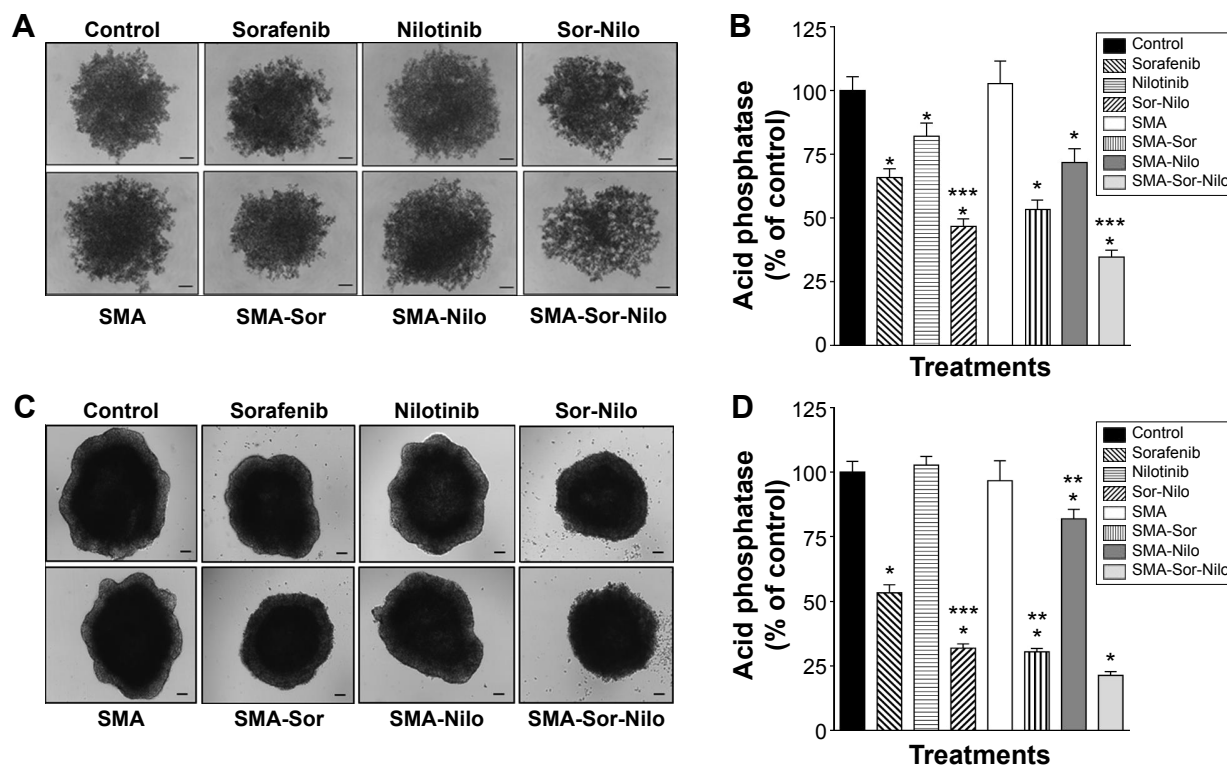 A
Control Sorafenib Nilotinib Sor-Nilo
SMA SMA-Sor SMA-Nilo SMA-Sor-Nilo
B
Acid phosphatase
(% of control)
125
100
75
50
25
0
*
*
***
*
*
*
***
*
Treatments
Control
Sorafenib
Nilotinib
Sor-Nilo
SMA
SMA-Sor
SMA-Nilo
SMA-Sor-Nilo
C
Control Sorafenib Nilotinib Sor-Nilo
SMA SMA-Sor SMA-Nilo SMA-Sor-Nilo
D
Acid phosphatase
(% of control)
125
100
75
50
25
0
*
***
*
**
*
**
*
*
Treatments
Control
Sorafenib
Nilotinib
Sor-Nilo
SMA
SMA-Sor
SMA-Nilo
SMA-Sor-Nilo